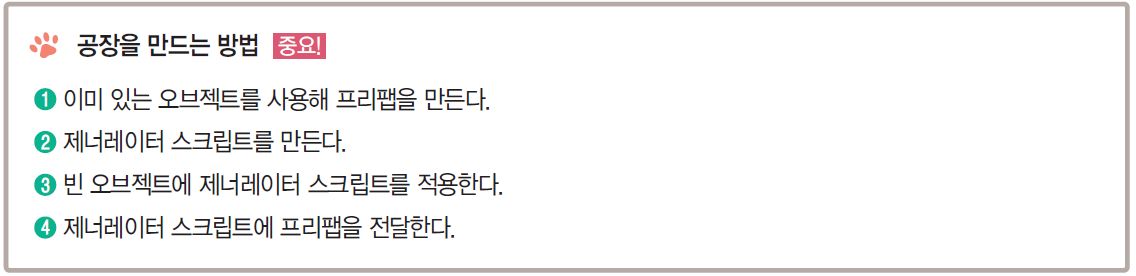 공장을 만드는 방법 중요!
❶ 이미 있는 오브젝트를 사용해 프리팹을 만든다.
❷ 제너레이터 스크립트를 만든다.
❸ 빈 오브젝트에 제너레이터 스크립트를 적용한다.
❹ 제너레이터 스크립트에 프리팹을 전달한다.